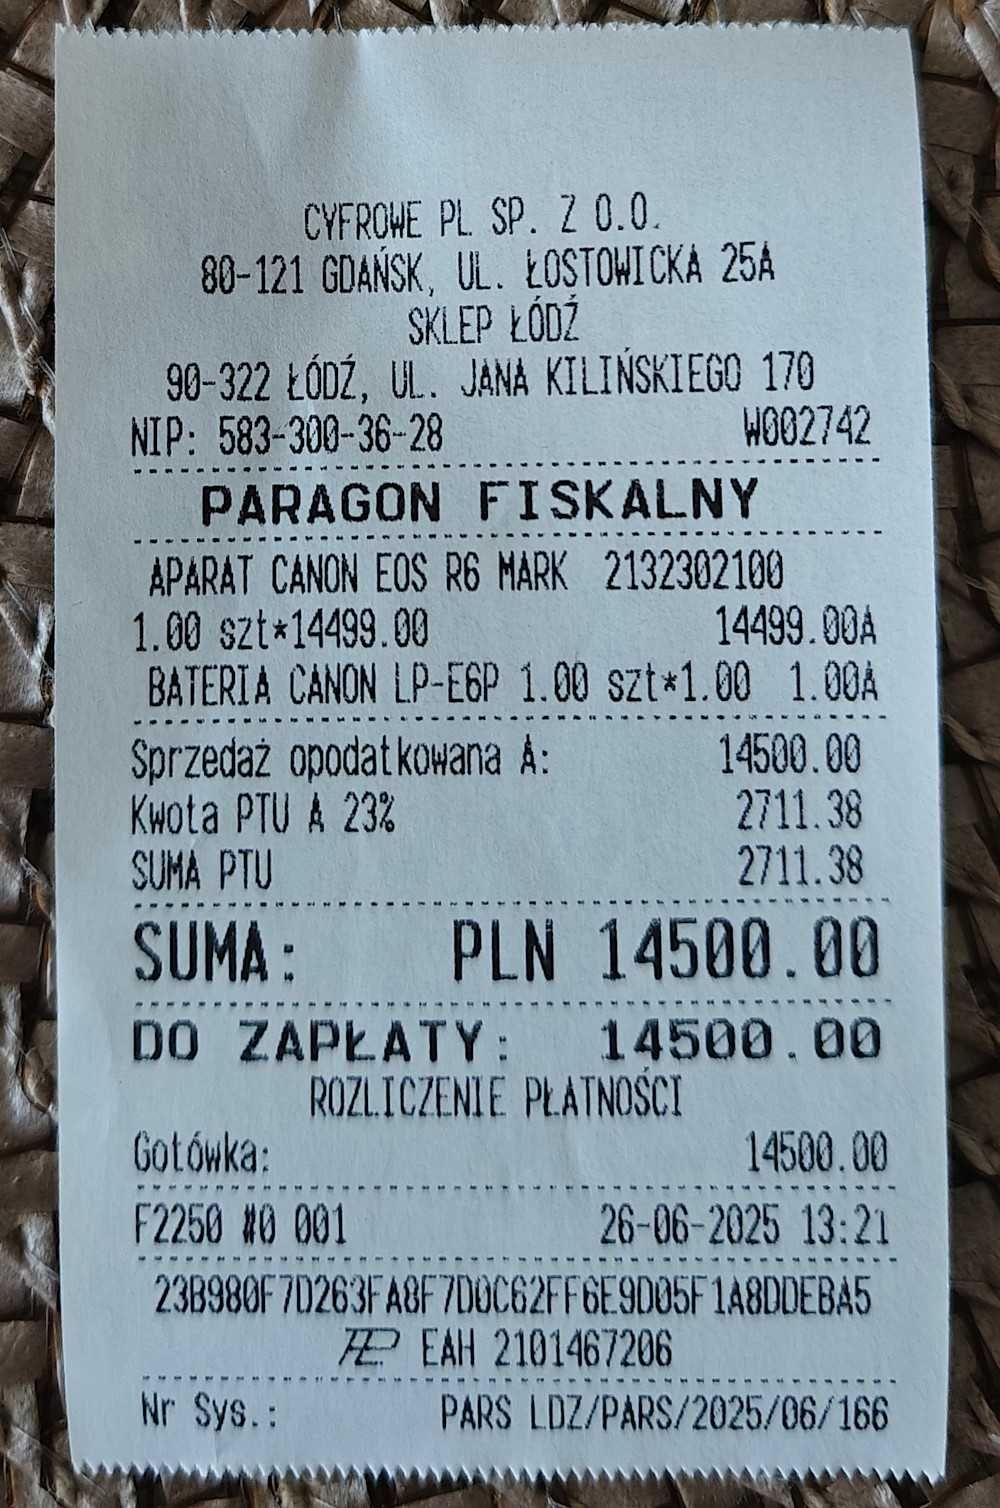 CYFROWE PL SP. Z O.O.
80-121 GDAŃSK, UL. ŁOSTOWICKA 25A
SKLEP ŁÓDŹ
90-322 ŁÓDŹ, UL. JANA KILIŃSKIEGO 170
NIP: 583-300-36-28 W002742
PARAGON FISKALNY
APARAT CANON EOS R6 MARK 2132302100
1.00 szt*14499.00 14499.00A
BATERIA CANON LP-E6P 1.00 szt*1.00 1.00A
Sprzedaż opodatkowana A: 14500.00
Kwota PTU A 23% 2711.38
SUMA PTU 2711.38
SUMA: PLN 14500.00
DO ZAPŁATY: 14500.00
ROZLICZENIE PŁATNOŚCI
Gotówka: 14500.00
F2250 #0 001 26-06-2025 13:21
23B980F7D263FA8F7D0C62FF6E9D05F1A8DDEBA5
EAH 2101467206
Nr Sys.: PARS LDZ/PARS/2025/06/166